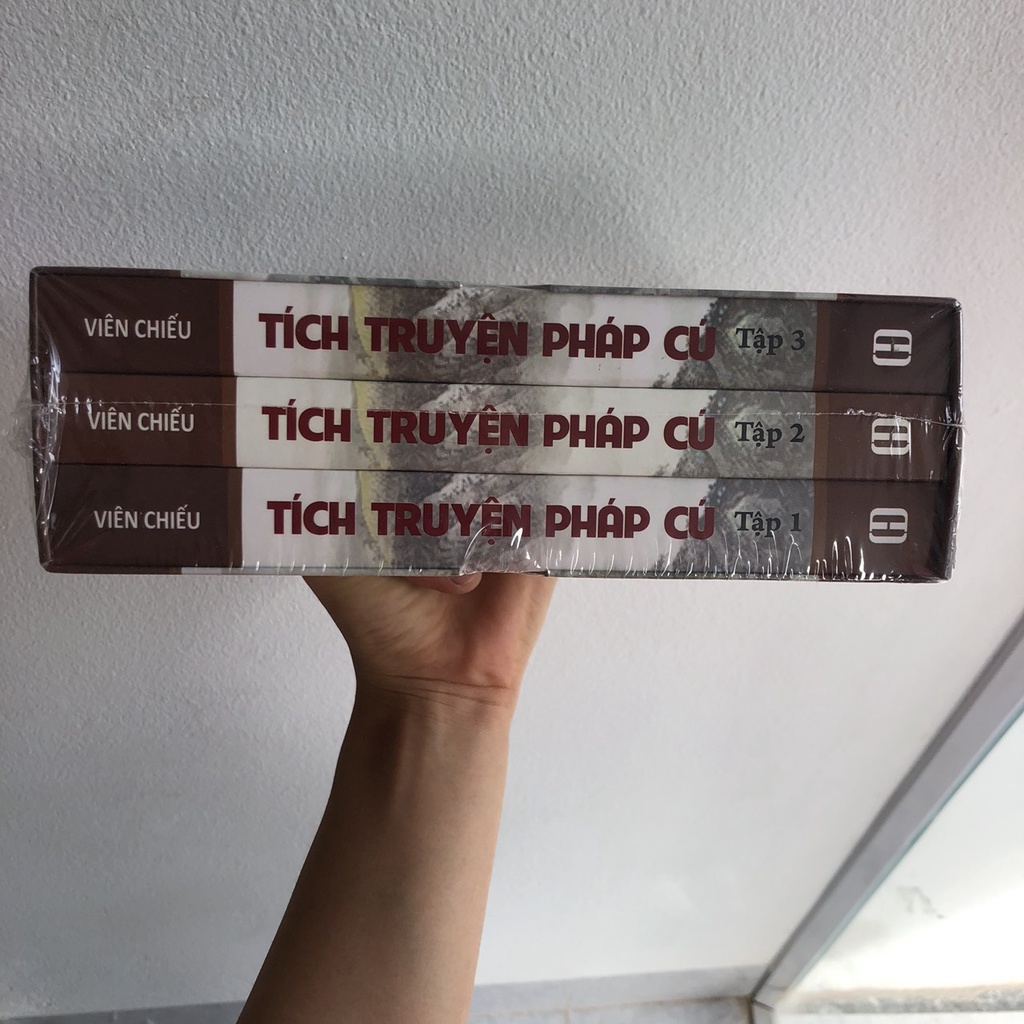 VIÊN CHIẾU TÍCH TRUYỆN PHÁP CÚ Tập 3
VIÊN CHIẾU TÍCH TRUYỆN PHÁP CÚ Tập 2
VIÊN CHIẾU TÍCH TRUYỆN PHÁP CÚ Tập 1